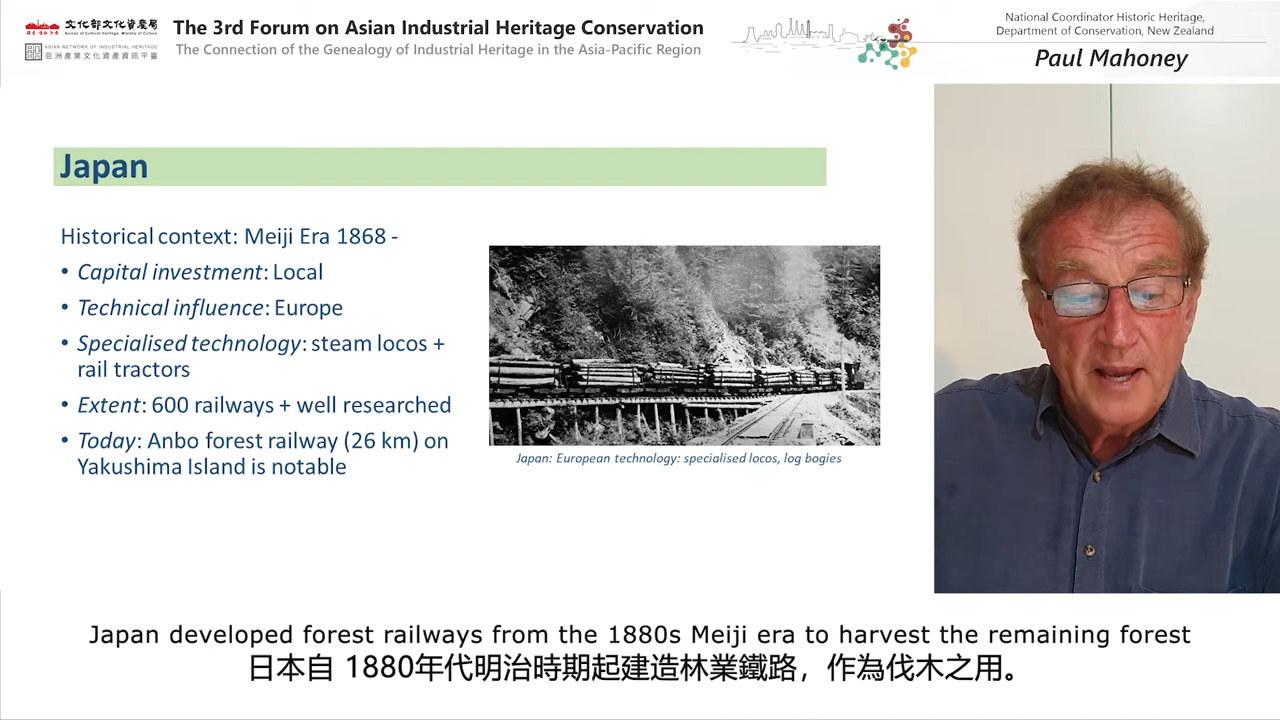 文化部文化資產局
Bureau of Cultural Heritage, Ministry of Culture
ASIAN NETWORK OF INDUSTRIAL HERITAGE
亞洲產業文化資產資訊平臺
The 3rd Forum on Asian Industrial Heritage Conservation
The Connection of the Genealogy of Industrial Heritage in the Asia-Pacific Region
National Coordinator Historic Heritage,
Department of Conservation, New Zealand
Paul Mahoney
Japan
Historical context: Meiji Era 1868 -
• Capital investment: Local
• Technical influence: Europe
• Specialised technology: steam locos +
rail tractors
• Extent: 600 railways + well researched
• Today: Anbo forest railway (26 km) on
Yakushima Island is notable
Japan: European technology: specialised locos, log bogies
Japan developed forest railways from the 1880s Meiji era to harvest the remaining forest
日本自 1880年代明治時期起建造林業鐵路，作為伐木之用。